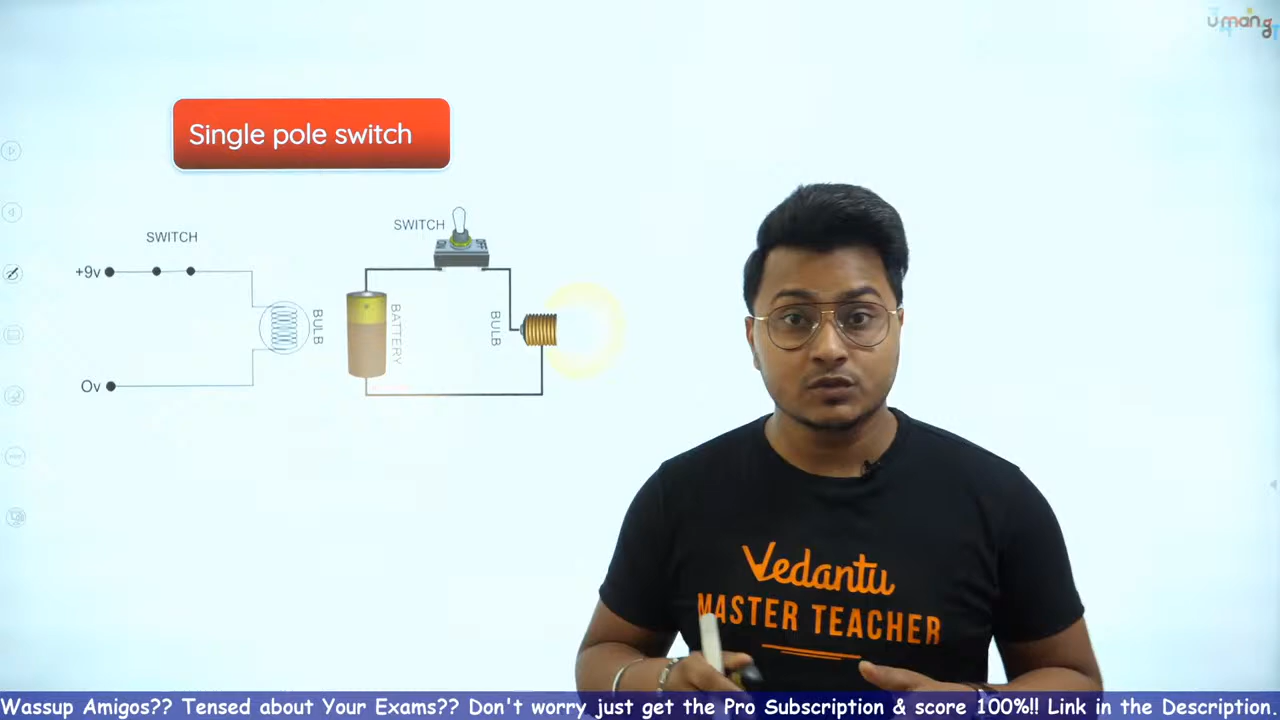 umang
Single pole switch
SWITCH
+9v
BULB
Ov
SWITCH
BATTERY
BULB
Vedantu
MASTER TEACHER
Wassup Amigos?? Tensed about Your Exams?? Don't worry just get the Pro Subscription & score 100%!! Link in the Description.